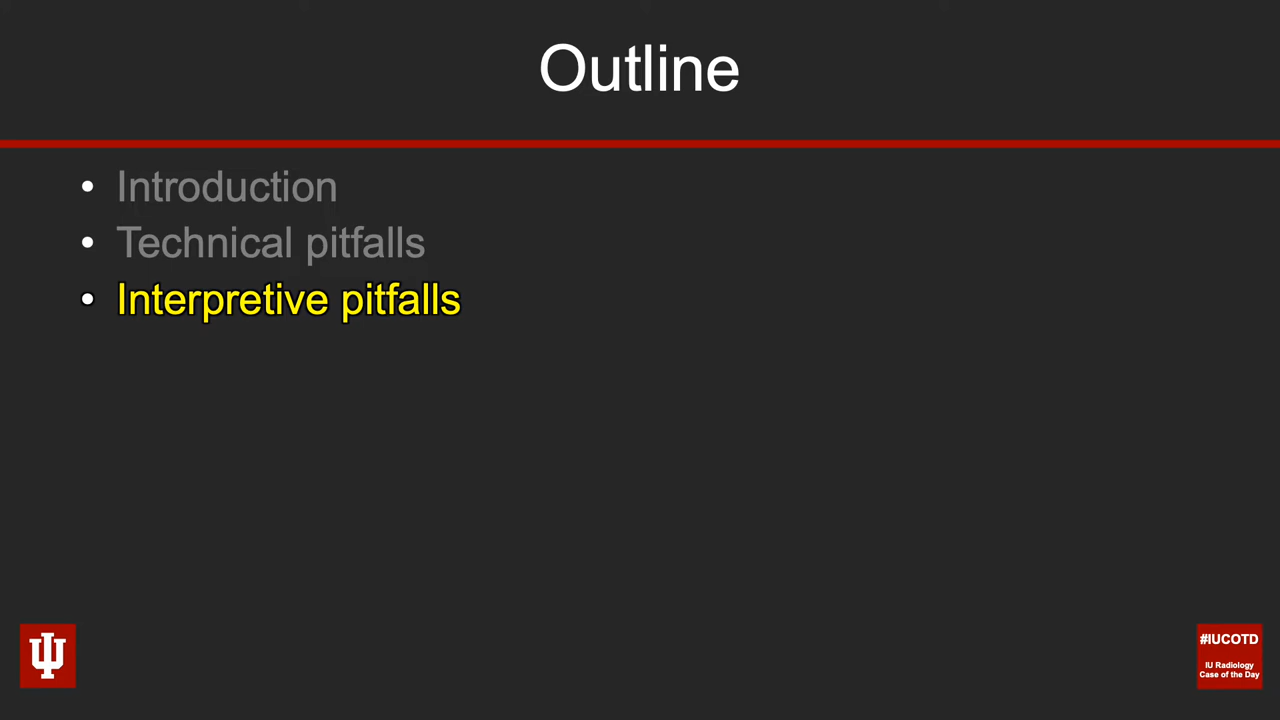 Outline
• Introduction
• Technical pitfalls
• Interpretive pitfalls
#IUCOTD
IU Radiology
Case of the Day